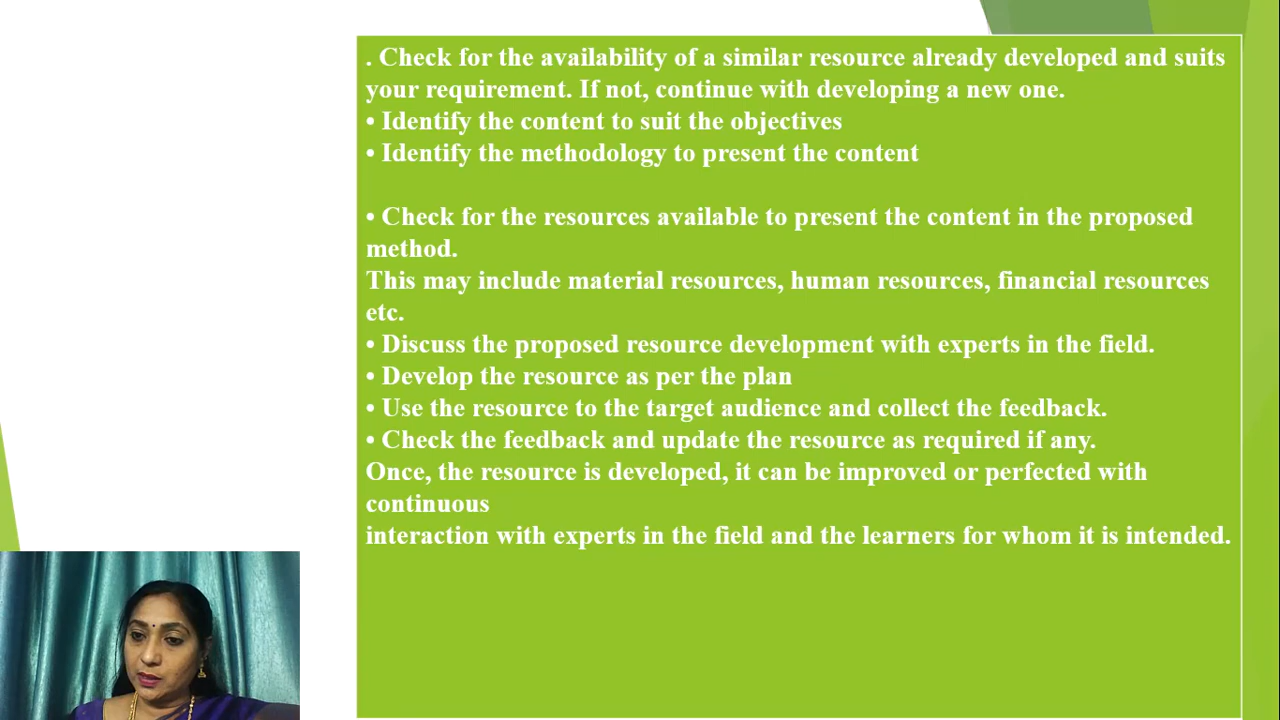 . Check for the availability of a similar resource already developed and suits
your requirement. If not, continue with developing a new one.
• Identify the content to suit the objectives
• Identify the methodology to present the content
• Check for the resources available to present the content in the proposed
method.
This may include material resources, human resources, financial resources
etc.
• Discuss the proposed resource development with experts in the field.
• Develop the resource as per the plan
• Use the resource to the target audience and collect the feedback.
• Check the feedback and update the resource as required if any.
Once, the resource is developed, it can be improved or perfected with
continuous
interaction with experts in the field and the learners for whom it is intended.